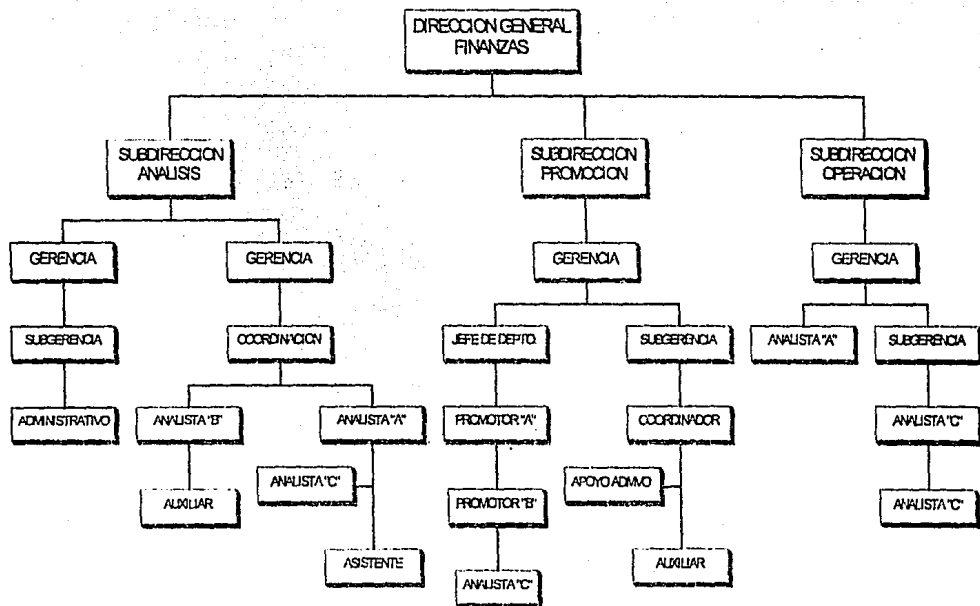 DIRECCION GENERAL
FINANZAS
SUBDIRECCION
ANALISIS
SUBDIRECCION
PROMOCION
SUBDIRECCION
OPERACION
GERENCIA
GERENCIA
GERENCIA
GERENCIA
SUBGERENCIA
COORDINACION
JEFE DE DEPTO.
SUBGERENCIA
ANALISTA "A"
SUBGERENCIA
ADMINISTRATIVO
ANALISTA "B"
ANALISTA "A"
PROMOTOR "A"
COORDINADOR
ANALISTA "C"
ANALISTA "C"
APOYO ADMVO
AUXILIAR
PROMOTOR "B"
ANALISTA "C"
ASISTENTE
ANALISTA "C"
AUXILIAR